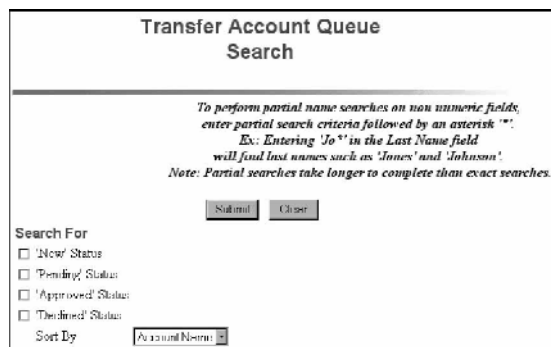 Transfer Account Queue
Search
To perform partial name searches on non numeric fields,
enter partial search criteria followed by an asterisk '*'.
Ex: Entering 'Jo*' in the Last Name field
will find last names such as 'Jones' and 'Johnson'.
Note: Partial searches take longer to complete than exact searches.
Submit Clear
Search For
'New' Status
'Pending' Status
'Approved' Status
'Declined' Status
Sort By Account Name